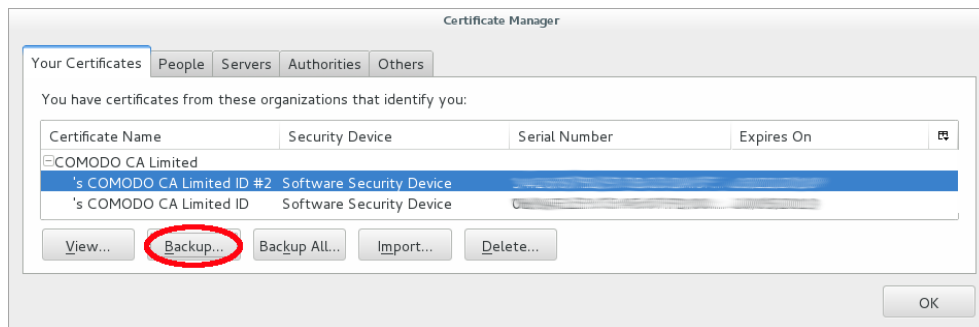 Certificate Manager
Your Certificates People Servers Authorities Others
You have certificates from these organizations that identify you:
Certificate Name Security Device Serial Number Expires On
COMODO CA Limited
's COMODO CA Limited ID #2 Software Security Device
's COMODO CA Limited ID Software Security Device
View... Backup... Backup All... Import... Delete...
OK